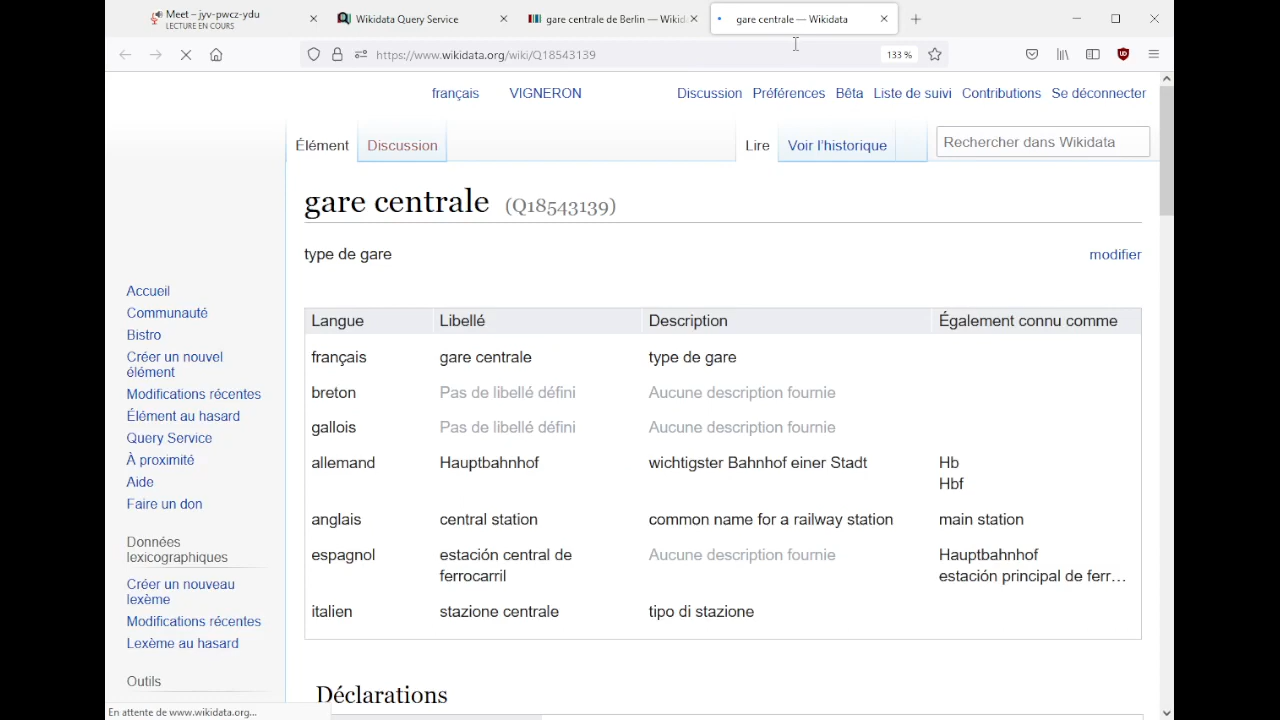 Meet – jyv-pwcz-ydu
LECTURE EN COURS
Wikidata Query Service
gare centrale de Berlin — Wikid
gare centrale — Wikidata
https://www.wikidata.org/wiki/Q18543139
133 %
français VIGNERON Discussion Préférences Bêta Liste de suivi Contributions Se déconnecter
Élément Discussion Lire Voir l’historique Rechercher dans Wikidata
gare centrale (Q18543139)
type de gare modifier
Langue Libellé Description Également connu comme
français gare centrale type de gare
breton Pas de libellé défini Aucune description fournie
gallois Pas de libellé défini Aucune description fournie
allemand Hauptbahnhof wichtigster Bahnhof einer Stadt Hb
Hbf
anglais central station common name for a railway station main station
espagnol estación central de Aucune description fournie Hauptbahnhof
ferrocarril estación principal de ferr…
italien stazione centrale tipo di stazione
Déclarations
Accueil
Communauté
Bistro
Créer un nouvel
élément
Modifications récentes
Élément au hasard
Query Service
À proximité
Aide
Faire un don
Données
lexicographiques
Créer un nouveau
lexème
Modifications récentes
Lexème au hasard
Outils
En attente de www.wikidata.org…